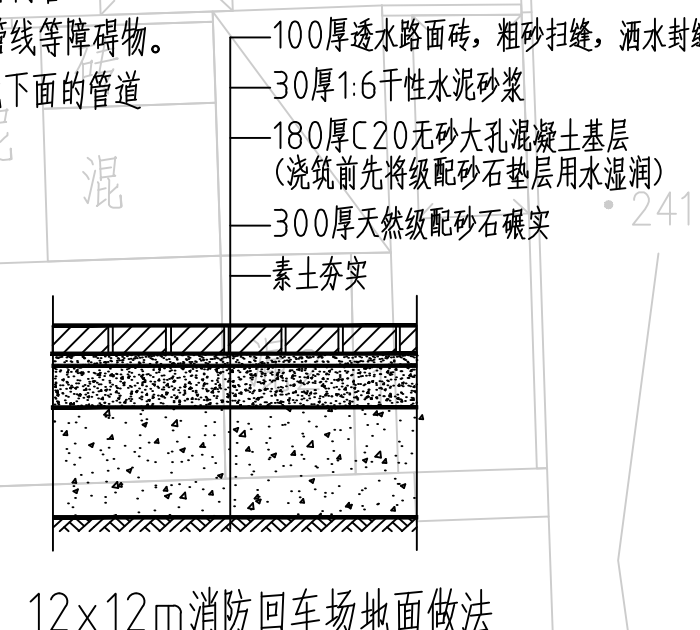 管线等障碍物。
下面的管道
砖
混
混
100厚透水路面砖，粗砂扫缝，洒水封缝
30厚1:6干性水泥砂浆
180厚C20无砂大孔混凝土基层
（浇筑前先将级配砂石垫层用水湿润）
300厚天然级配砂石碾实
241
素土夯实
12x12m消防回车场地面做法